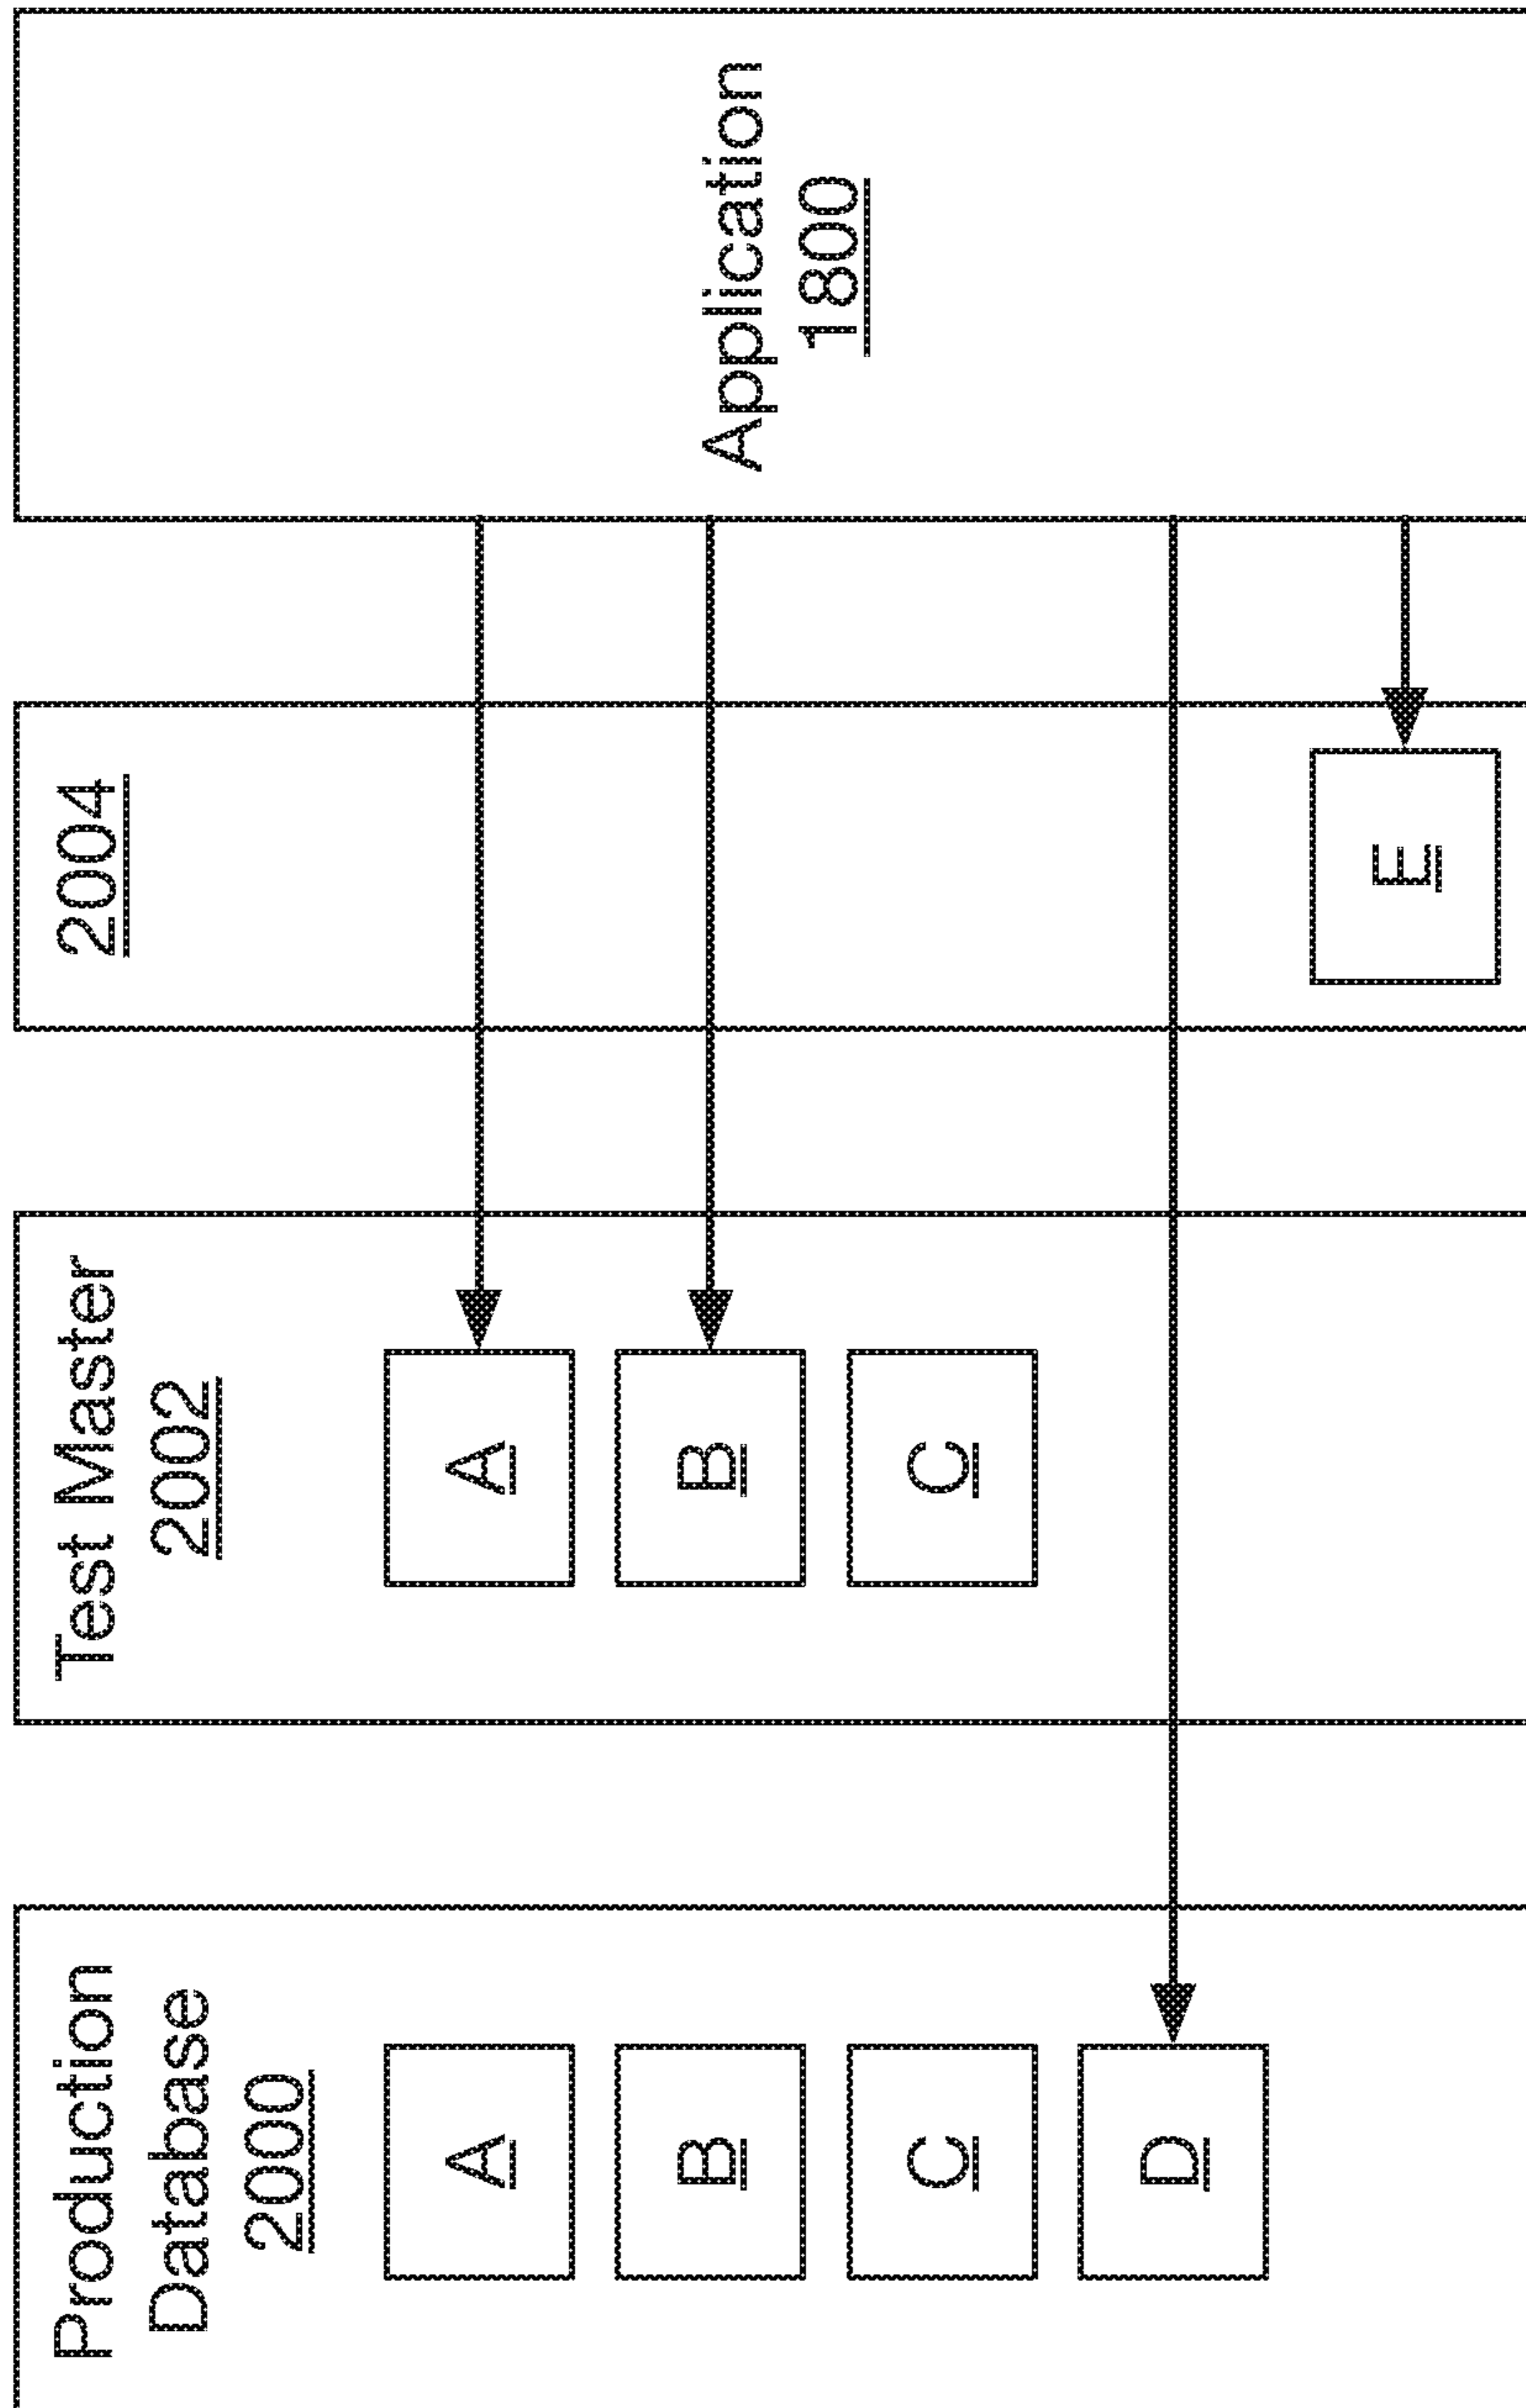 Production
Database
2000
A
B
C
D
Test Master
2002
A
B
C
2004
E
Application
1800